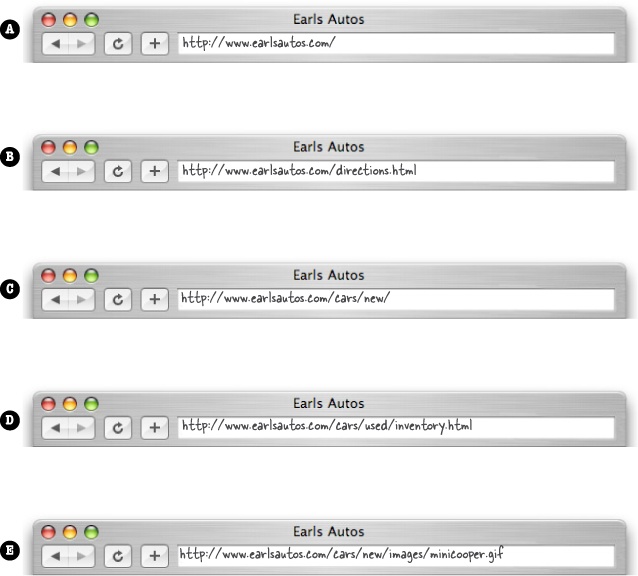 Earls Autos
A
http://www.earlsautos.com/
Earls Autos
B
http://www.earlsautos.com/directions.html
Earls Autos
C
http://www.earlsautos.com/cars/new/
Earls Autos
D
http://www.earlsautos.com/cars/used/inventory.html
Earls Autos
E
http://www.earlsautos.com/cars/new/images/minicooper.gif